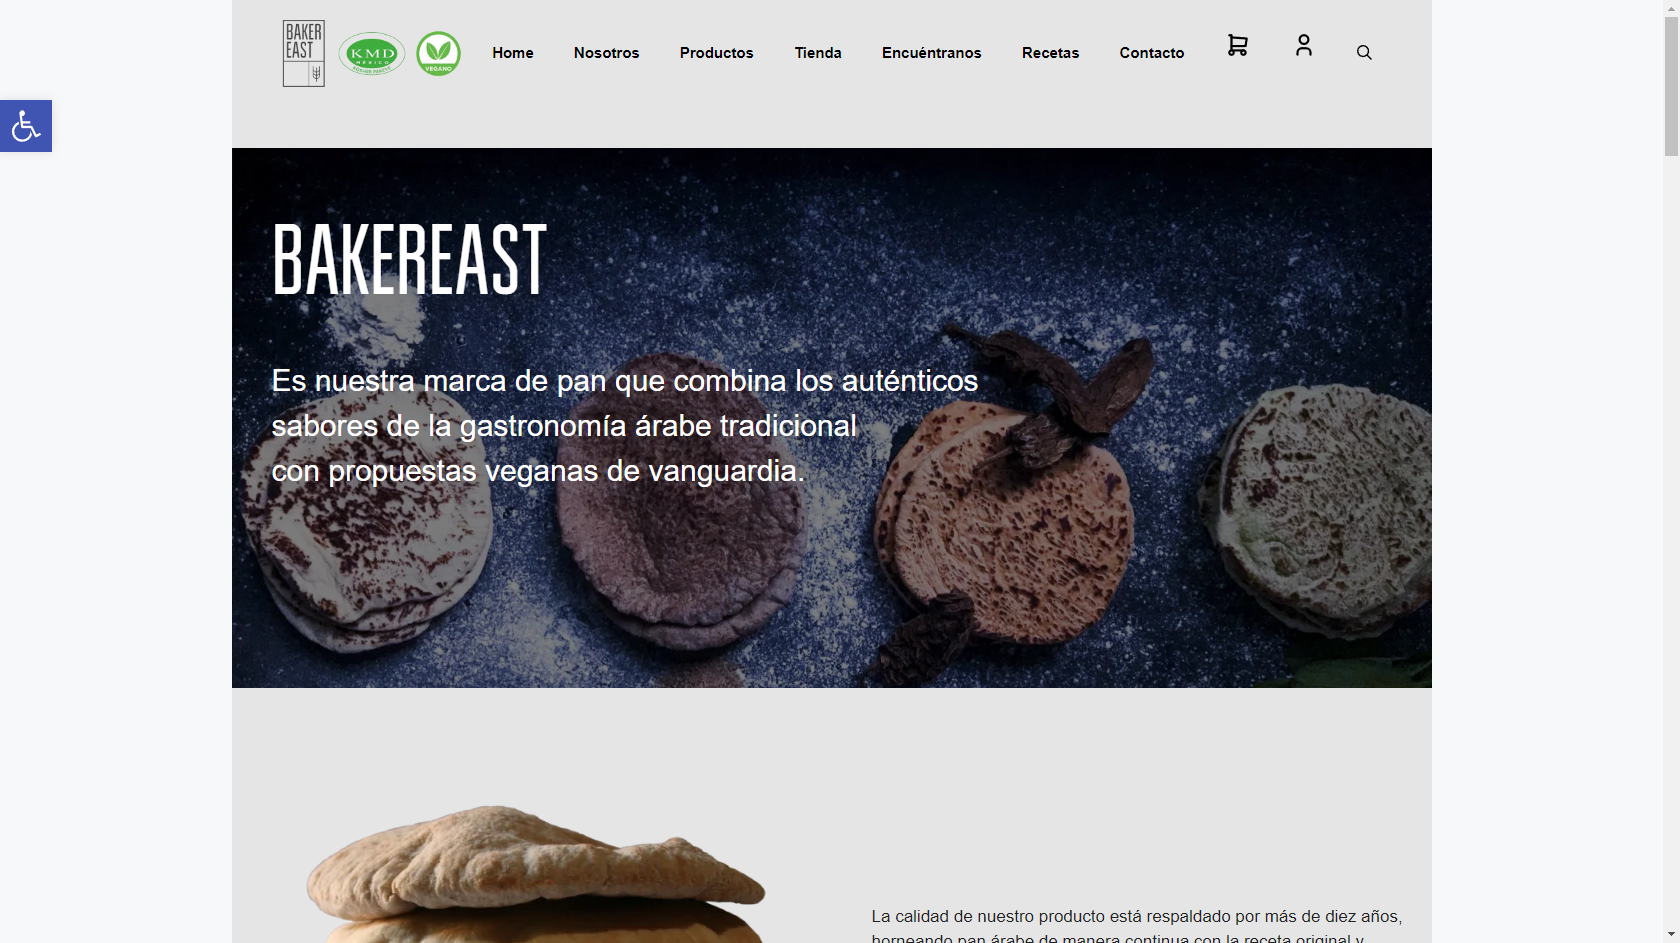 BAKER
EAST
KMD
MÉXICO
VEGANO
Home
Nosotros
Productos
Tienda
Encuéntranos
Recetas
Contacto
BAKEREAST
Es nuestra marca de pan que combina los auténticos
sabores de la gastronomía árabe tradicional
con propuestas veganas de vanguardia.
La calidad de nuestro producto está respaldado por más de diez años,
horneando pan árabe de manera continua con la receta original y